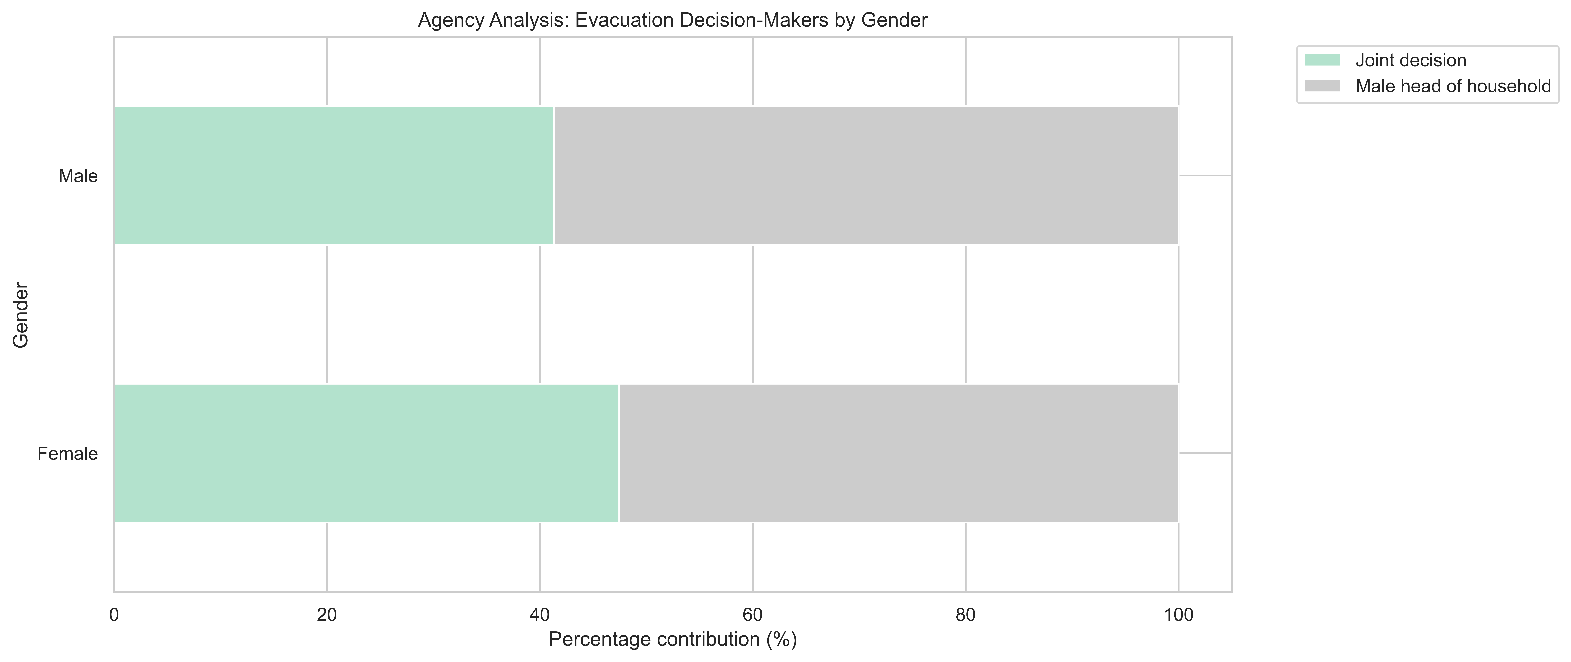 Agency Analysis: Evacuation Decision-Makers by Gender
Joint decision
Male head of household
Male
Gender
Female
0 20 40 60 80 100
Percentage contribution (%)